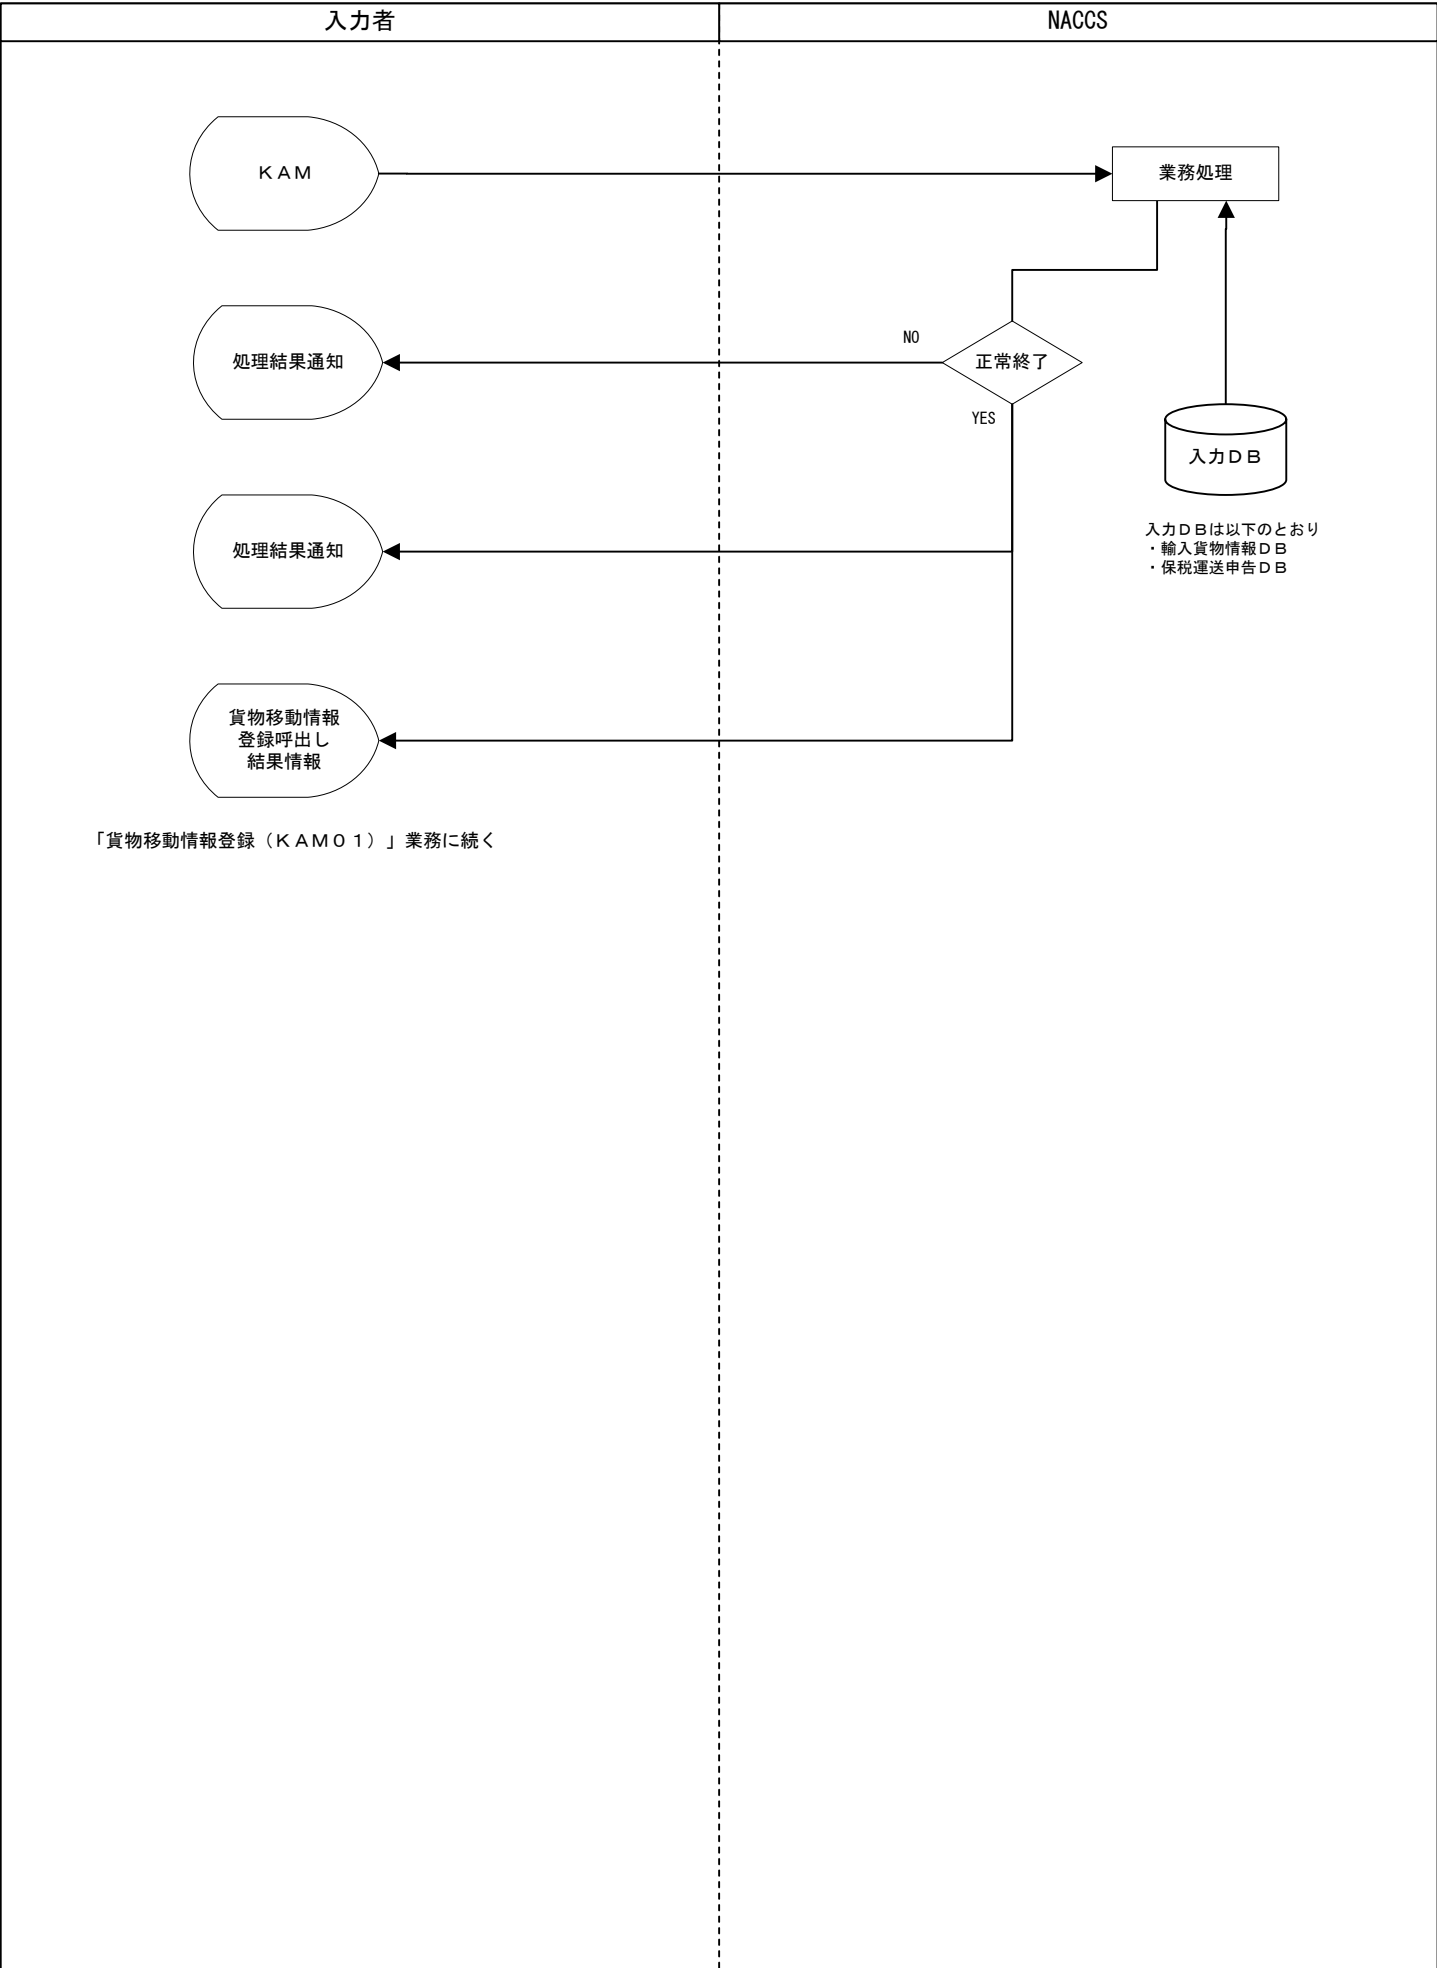 入力者
NACCS
ＫＡＭ
業務処理
処理結果通知
NO
正常終了
YES
入力ＤＢ
処理結果通知
入力ＤＢは以下のとおり
・輸入貨物情報ＤＢ
・保税運送申告ＤＢ
貨物移動情報
登録呼出し
結果情報
「貨物移動情報登録（ＫＡＭ０１）」業務に続く